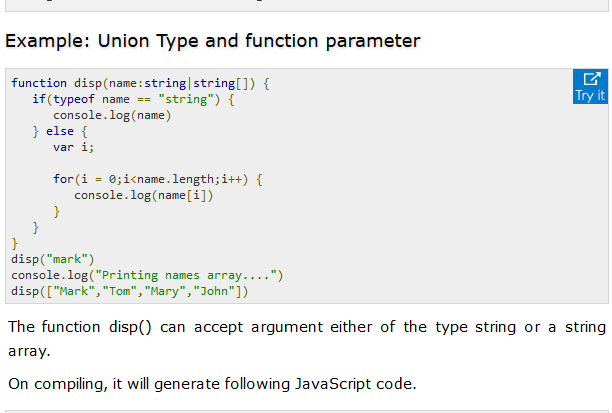 Example: Union Type and function parameter
function disp(name:string|string[]) {
Try it
   if(typeof name == "string") {
      console.log(name)
   } else {
      var i;
      for(i = 0;i<name.length;i++) {
         console.log(name[i])
      }
   }
}
disp("mark")
console.log("Printing names array....")
disp(["Mark","Tom","Mary","John"])
The function disp() can accept argument either of the type string or a string
array.
On compiling, it will generate following JavaScript code.